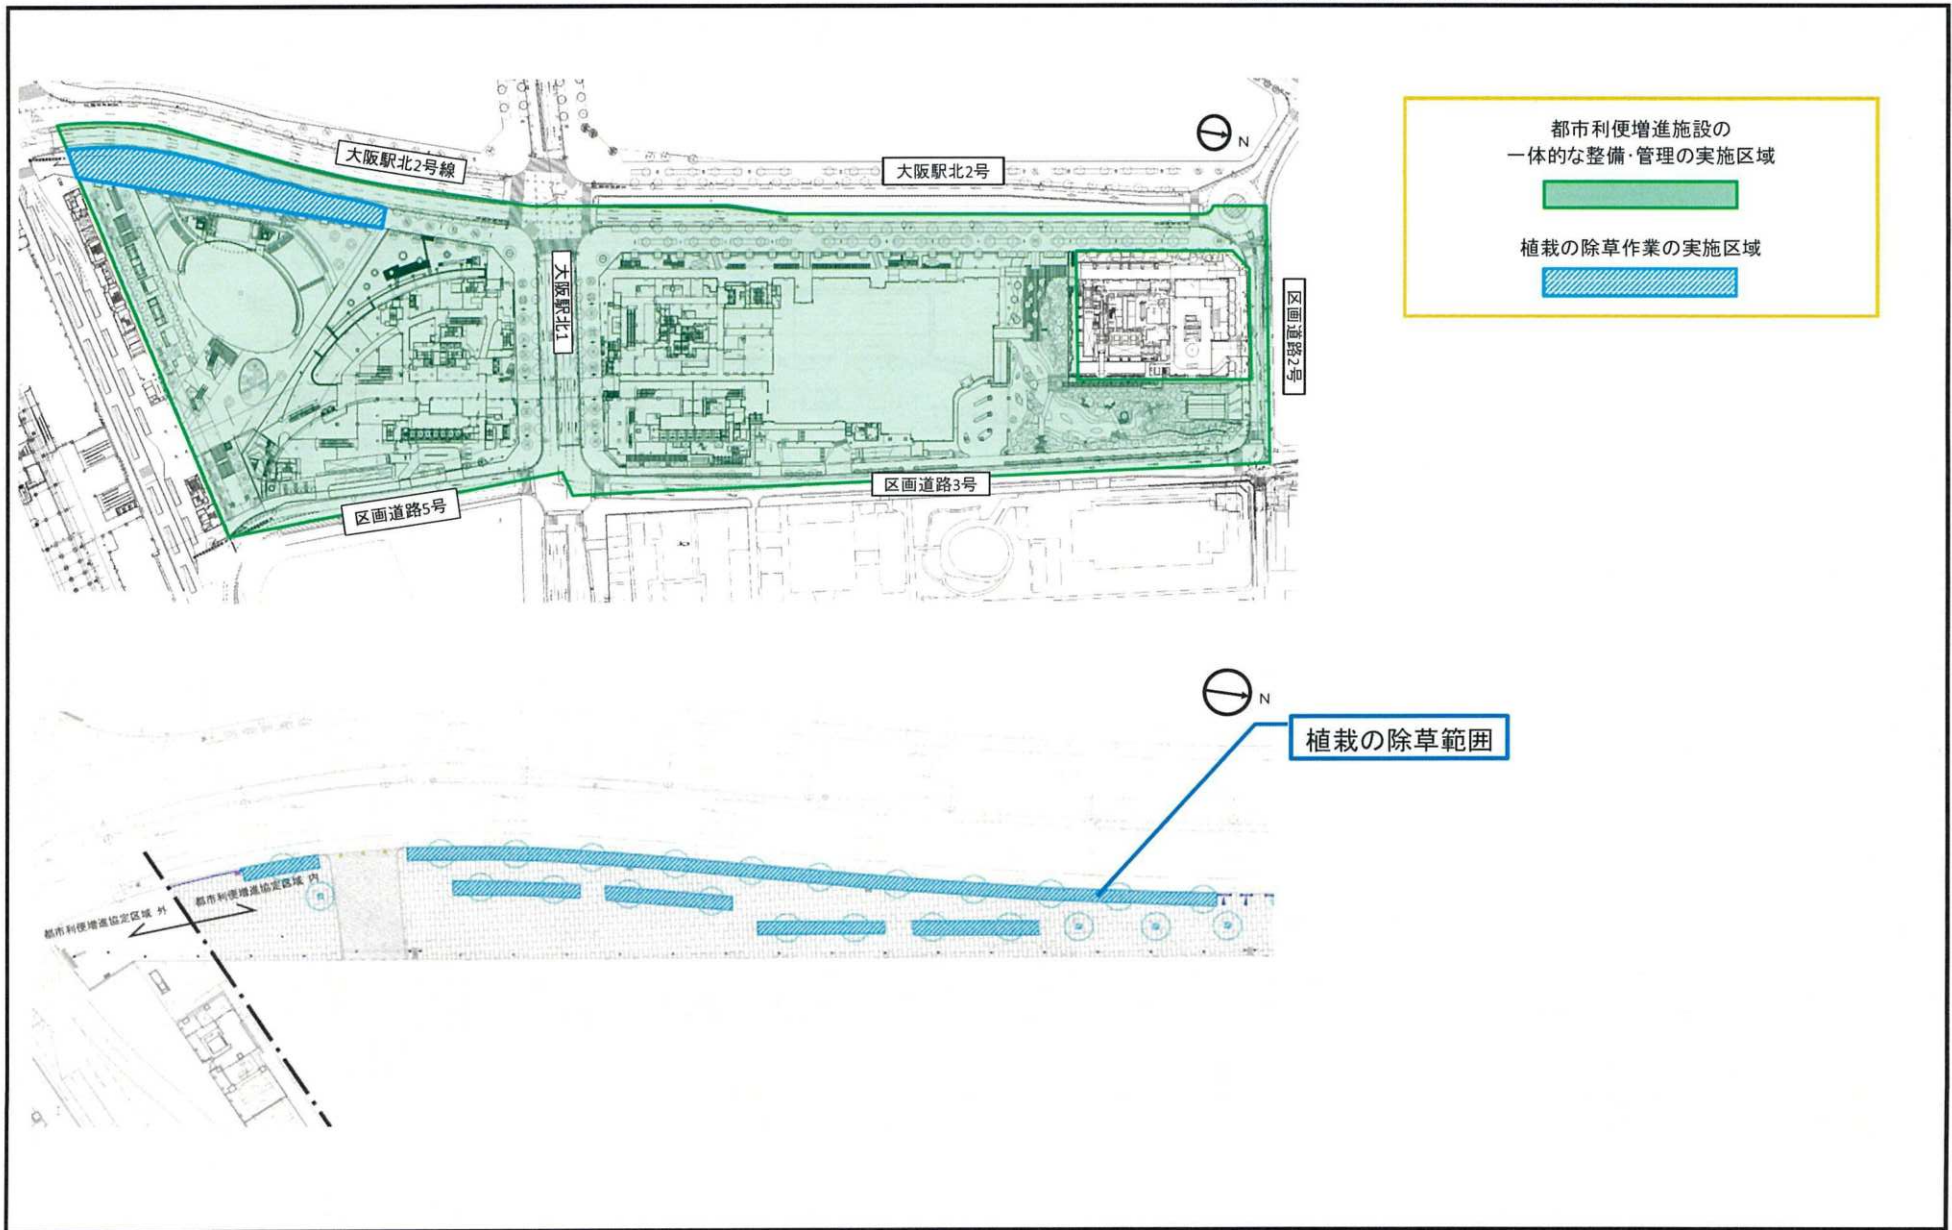 大阪駅北2号線
大阪駅北2号
N
大阪駅北1
区画道路2号
区画道路3号
区画道路5号
都市利便増進施設の
一体的な整備・管理の実施区域
植栽の除草作業の実施区域
N
植栽の除草範囲
都市利便増進協定区域 内
都市利便増進協定区域 外